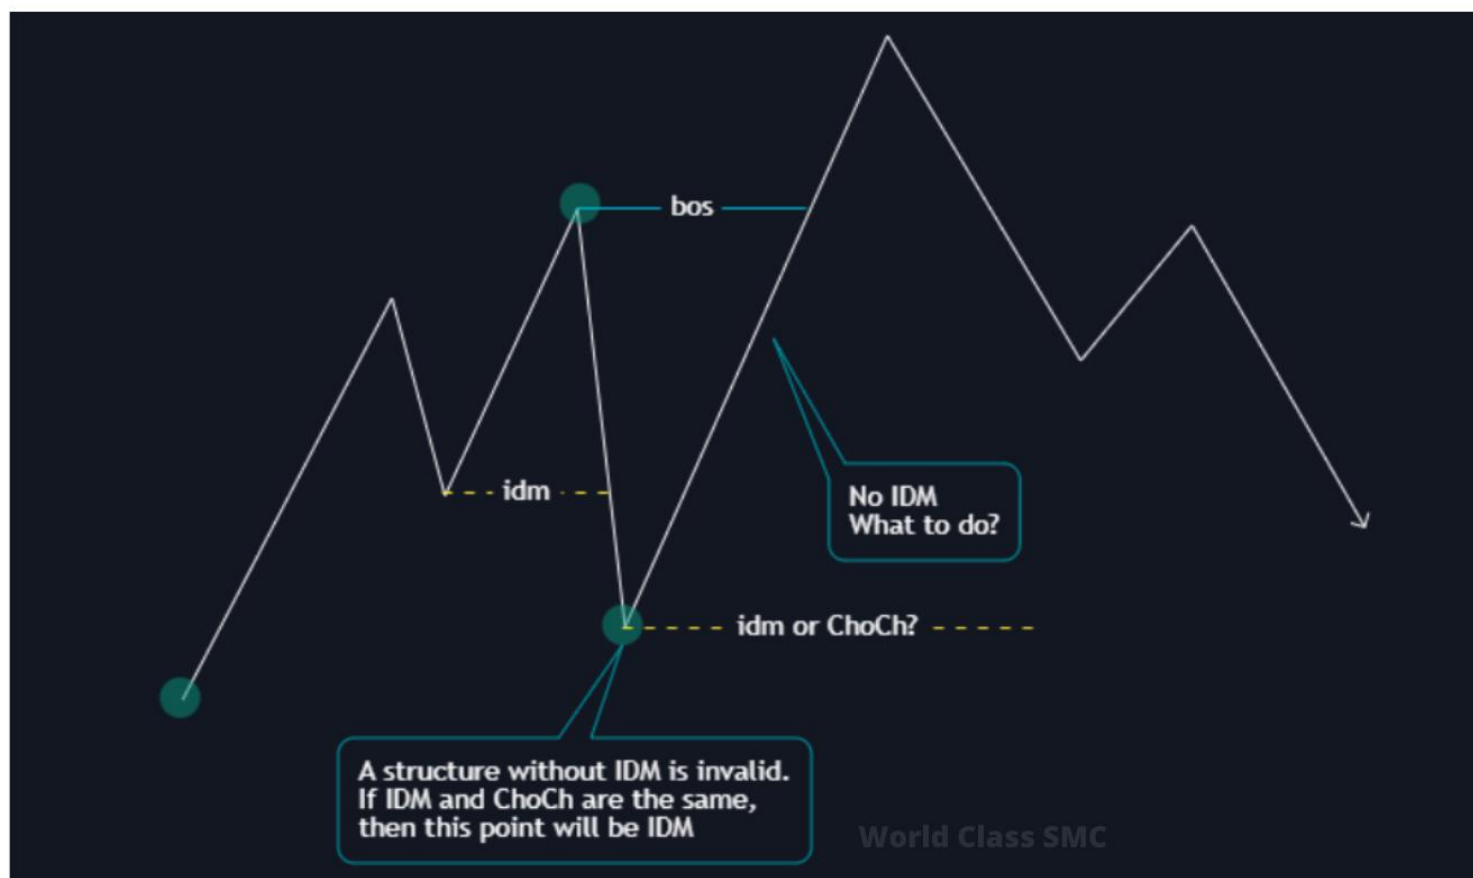 bos
idm
No IDM
What to do?
idm or ChoCh?
A structure without IDM is invalid.
If IDM and ChoCh are the same,
then this point will be IDM
World Class SMC